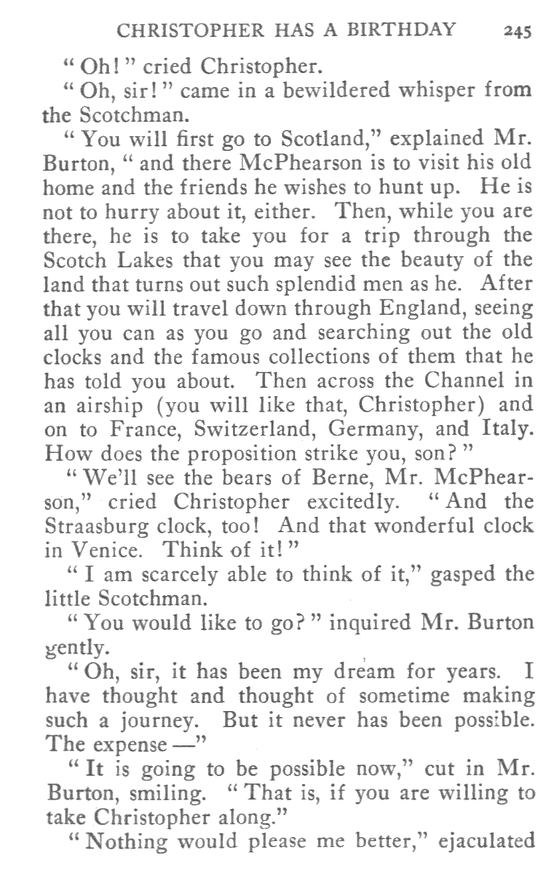 CHRISTOPHER HAS A BIRTHDAY 245
“ Oh! ” cried Christopher.
“ Oh, sir! ” came in a bewildered whisper from
the Scotchman.
“ You will first go to Scotland,” explained Mr.
Burton, “ and there McPhearson is to visit his old
home and the friends he wishes to hunt up. He is
not to hurry about it, either. Then, while you are
there, he is to take you for a trip through the
Scotch Lakes that you may see the beauty of the
land that turns out such splendid men as he. After
that you will travel down through England, seeing
all you can as you go and searching out the old
clocks and the famous collections of them that he
has told you about. Then across the Channel in
an airship (you will like that, Christopher) and
on to France, Switzerland, Germany, and Italy.
How does the proposition strike you, son? ”
“ We’ll see the bears of Berne, Mr. McPhear-
son,” cried Christopher excitedly. “ And the
Straasburg clock, too! And that wonderful clock
in Venice. Think of it! ”
“ I am scarcely able to think of it,” gasped the
little Scotchman.
“ You would like to go? ” inquired Mr. Burton
gently.
“ Oh, sir, it has been my dream for years. I
have thought and thought of sometime making
such a journey. But it never has been possible.
The expense —”
“ It is going to be possible now,” cut in Mr.
Burton, smiling. “ That is, if you are willing to
take Christopher along.”
“ Nothing would please me better,” ejaculated